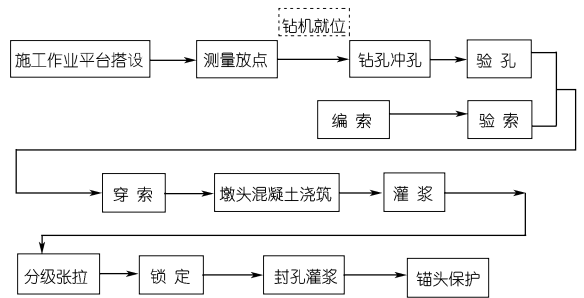 钻机就位
施工作业平台搭设
测量放点
钻孔冲孔
验孔
编索
验索
穿索
墩头混凝土浇筑
灌浆
分级张拉
锁定
封孔灌浆
锚头保护